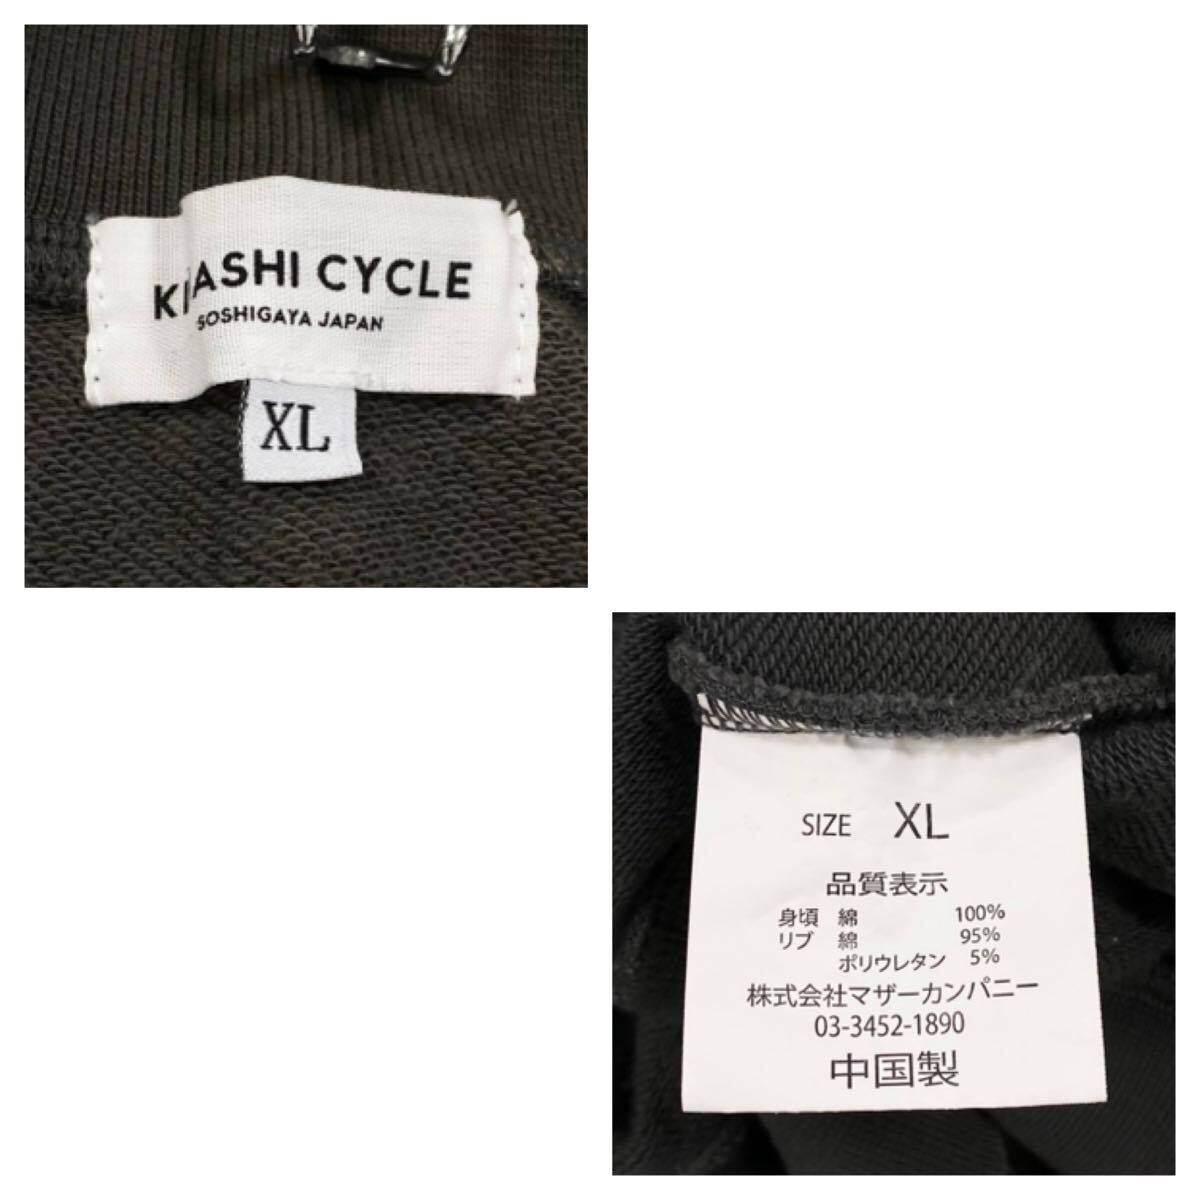 ASHI CYCLE
SOSHIGAYA JAPAN
XL
SIZE XL
品質表示
身頃 綿 100%
リブ 綿 95%
ポリウレタン 5%
株式会社マザーカンパニー
03-3452-1890
中国製